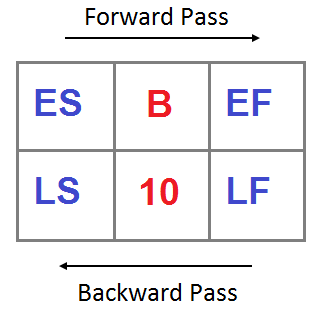 Forward Pass
ES B EF
LS 10 LF
Backward Pass